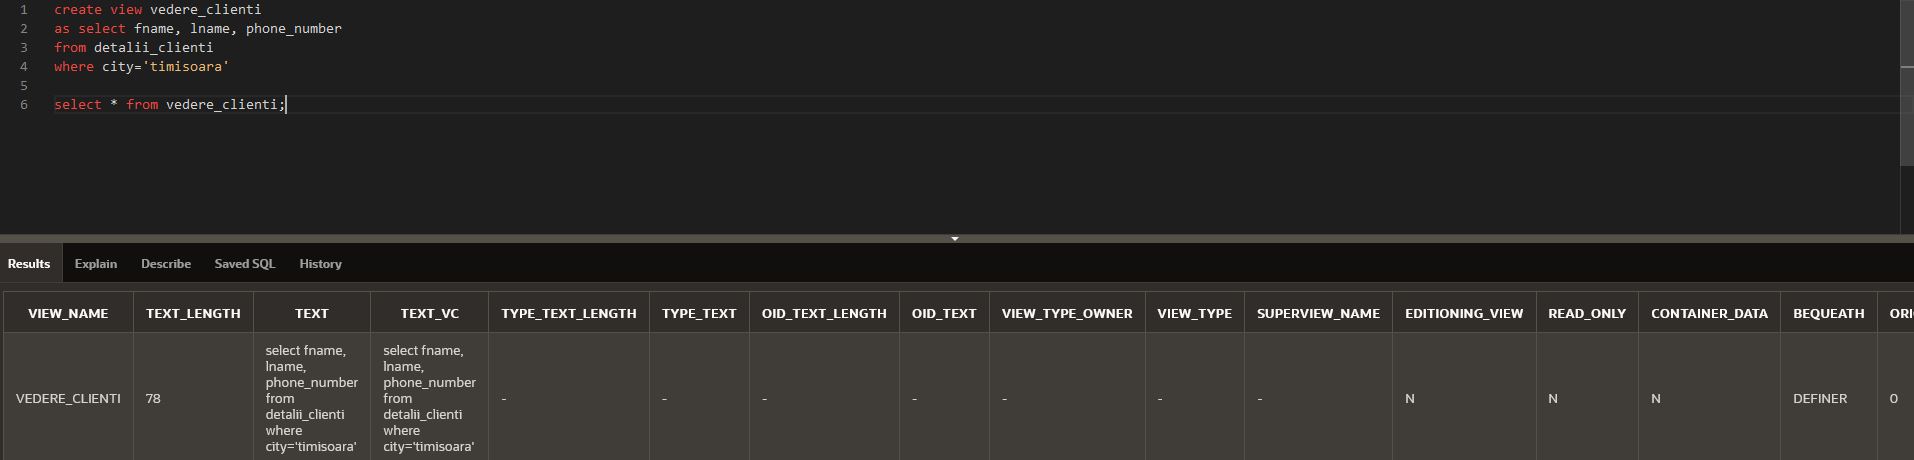 1 create view vedere_clienti
2 as select fname, lname, phone_number
3 from detalii_clienti
4 where city='timisoara'
5
6 select * from vedere_clienti;
Results Explain Describe Saved SQL History
VIEW_NAME TEXT_LENGTH TEXT TEXT_VC TYPE_TEXT_LENGTH TYPE_TEXT OID_TEXT_LENGTH OID_TEXT VIEW_TYPE_OWNER VIEW_TYPE SUPERVIEW_NAME EDITIONING_VIEW READ_ONLY CONTAINER_DATA BEQUEATH ORI
select fname, select fname,
lname, lname,
phone_number phone_number
from from
VEDERE_CLIENTI 78 - - - - - - - N N N DEFINER 0
detalii_clienti detalii_clienti
where where
city='timisoara' city='timisoara'